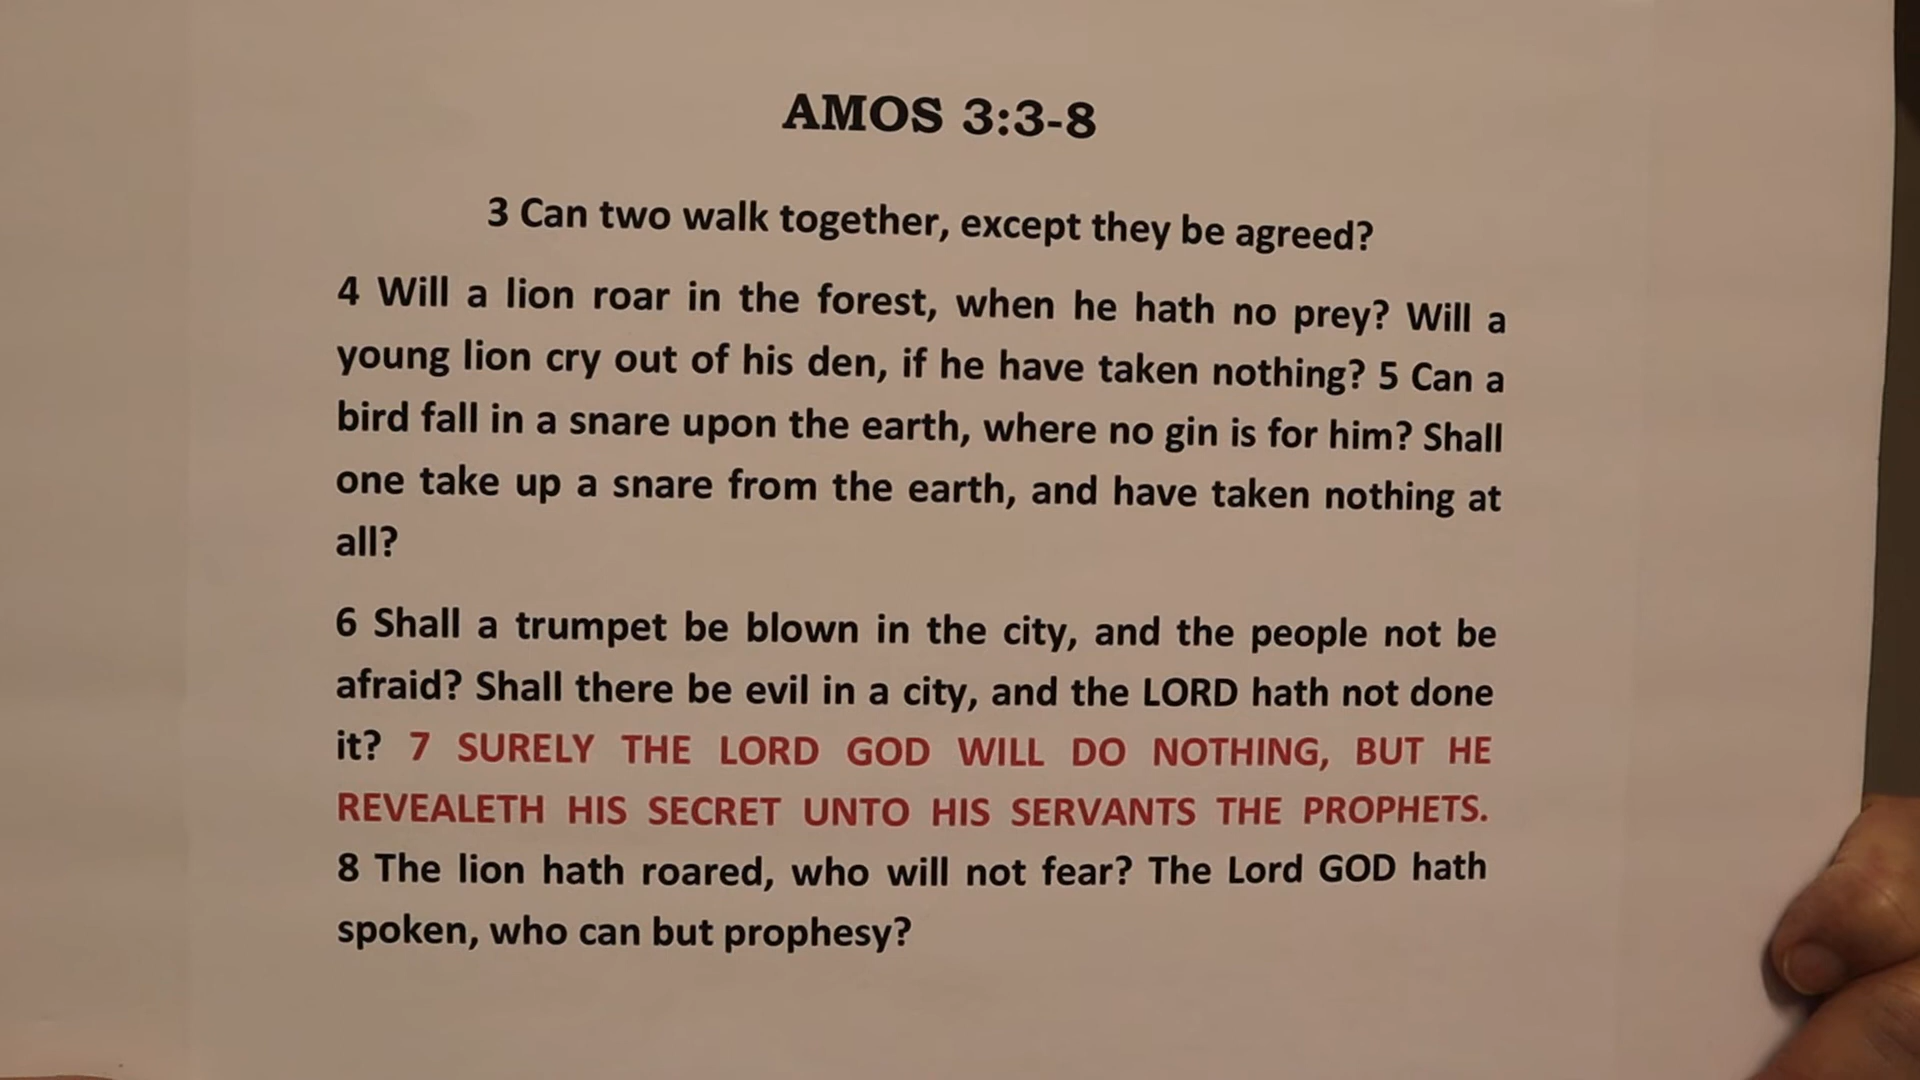 AMOS 3:3-8
3 Can two walk together, except they be agreed?
4 Will a lion roar in the forest, when he hath no prey? Will a
young lion cry out of his den, if he have taken nothing? 5 Can a
bird fall in a snare upon the earth, where no gin is for him? Shall
one take up a snare from the earth, and have taken nothing at
all?
6 Shall a trumpet be blown in the city, and the people not be
afraid? Shall there be evil in a city, and the LORD hath not done
it? 7 SURELY THE LORD GOD WILL DO NOTHING, BUT HE
REVEALETH HIS SECRET UNTO HIS SERVANTS THE PROPHETS.
8 The lion hath roared, who will not fear? The Lord GOD hath
spoken, who can but prophesy?